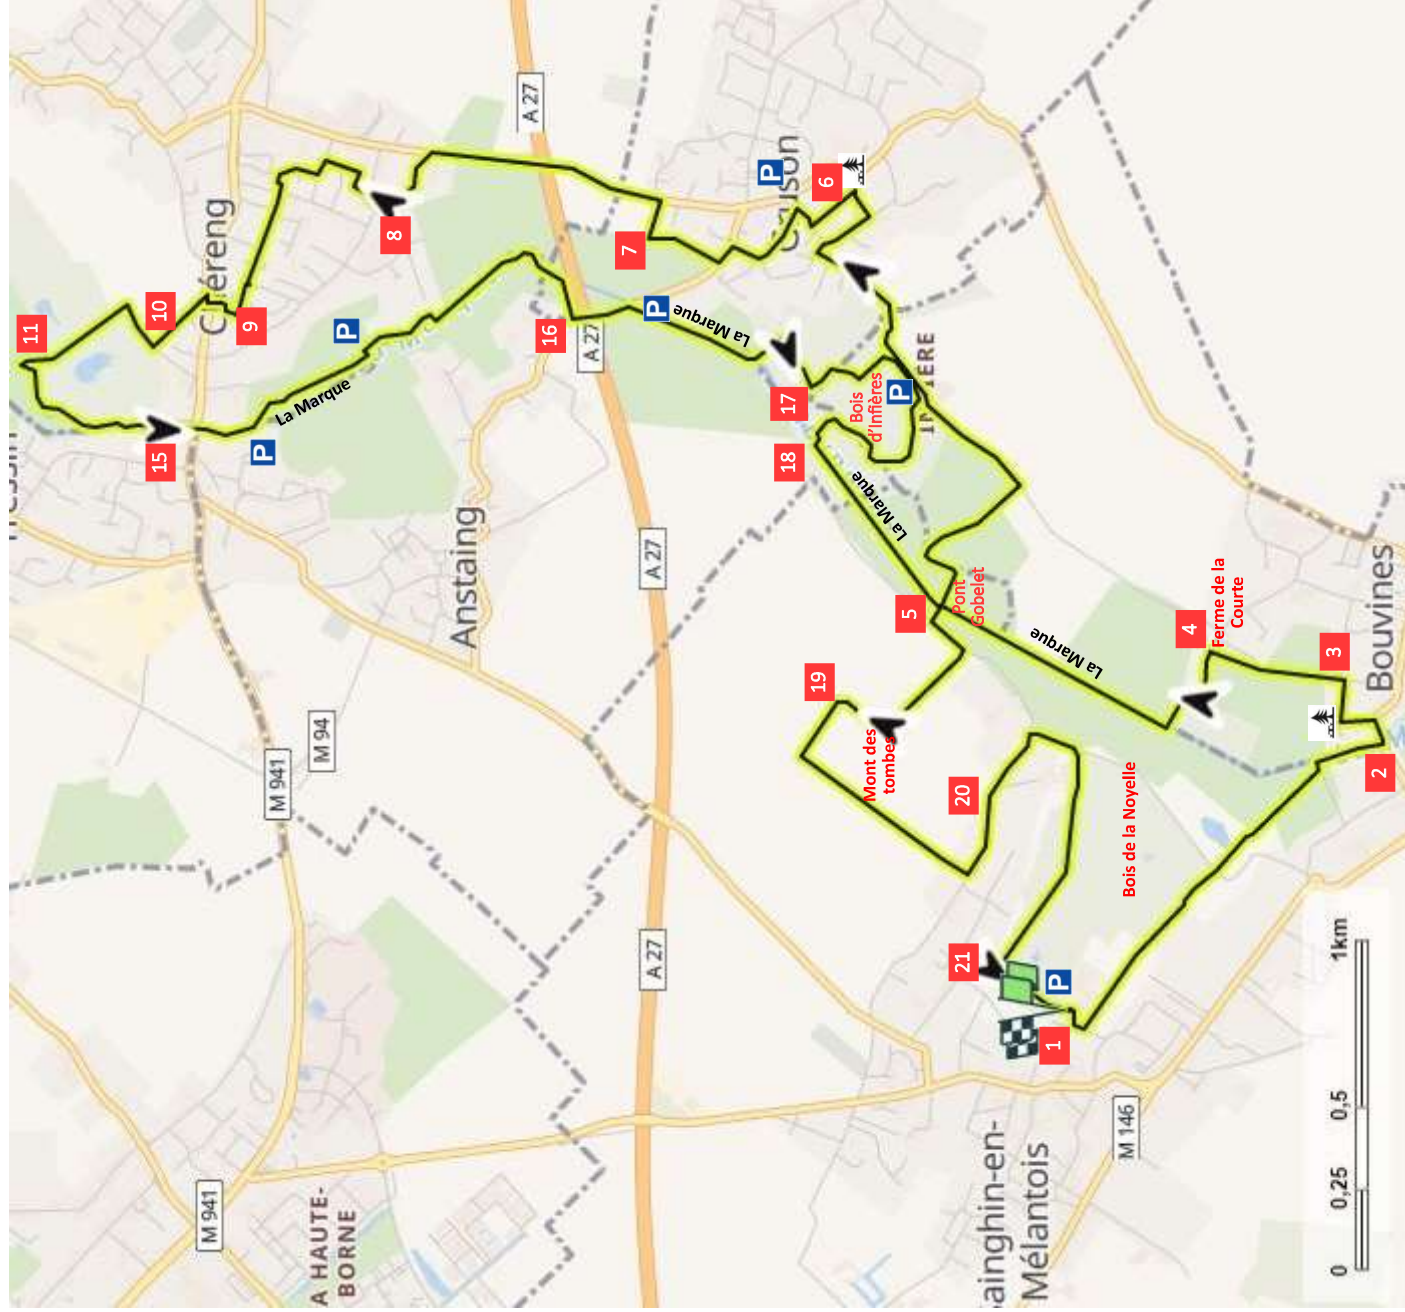 11
10
9
8
15
Chéreng
La Marque
P
P
A 27
A 27
16
P
La Marque
7
P
6
17
18
Bois
d'Infières
P
La Marque
Anstaing
A 27
M 94
M 941
5
Pont
Gobelet
La Marque
4
Ferme de la
Courte
3
2
Bouvines
19
Mont des
tombes
20
Bois de la Noyelle
21
P
1
A 27
M 941
A HAUTE-
BORNE
M 146
ainghin-en-
Mélantois
0
0,25
0,5
1km